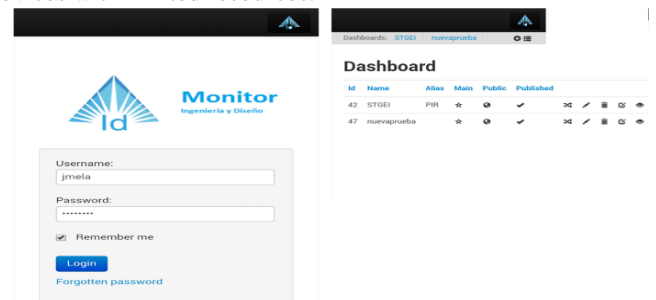 Id
Monitor
Ingeniería y Diseño
Username:
jmela
Password:
Remember me
Login
Forgotten password
Dashboards: STGEI nuevaprueba
Dashboard
Id Name Alias Main Public Published
42 STGEI PIR
47 nuevaprueba